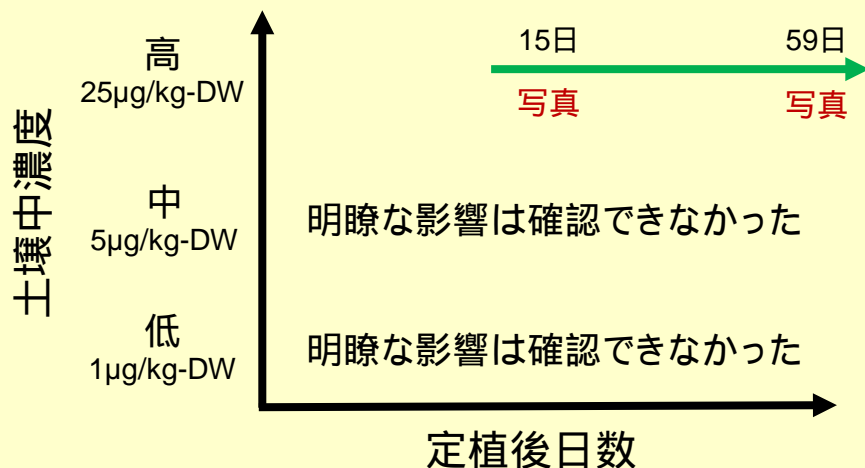 土壌中濃度
高
25µg/kg-DW
15日
59日
写真
写真
中
5µg/kg-DW
明瞭な影響は確認できなかった
低
1µg/kg-DW
明瞭な影響は確認できなかった
定植後日数